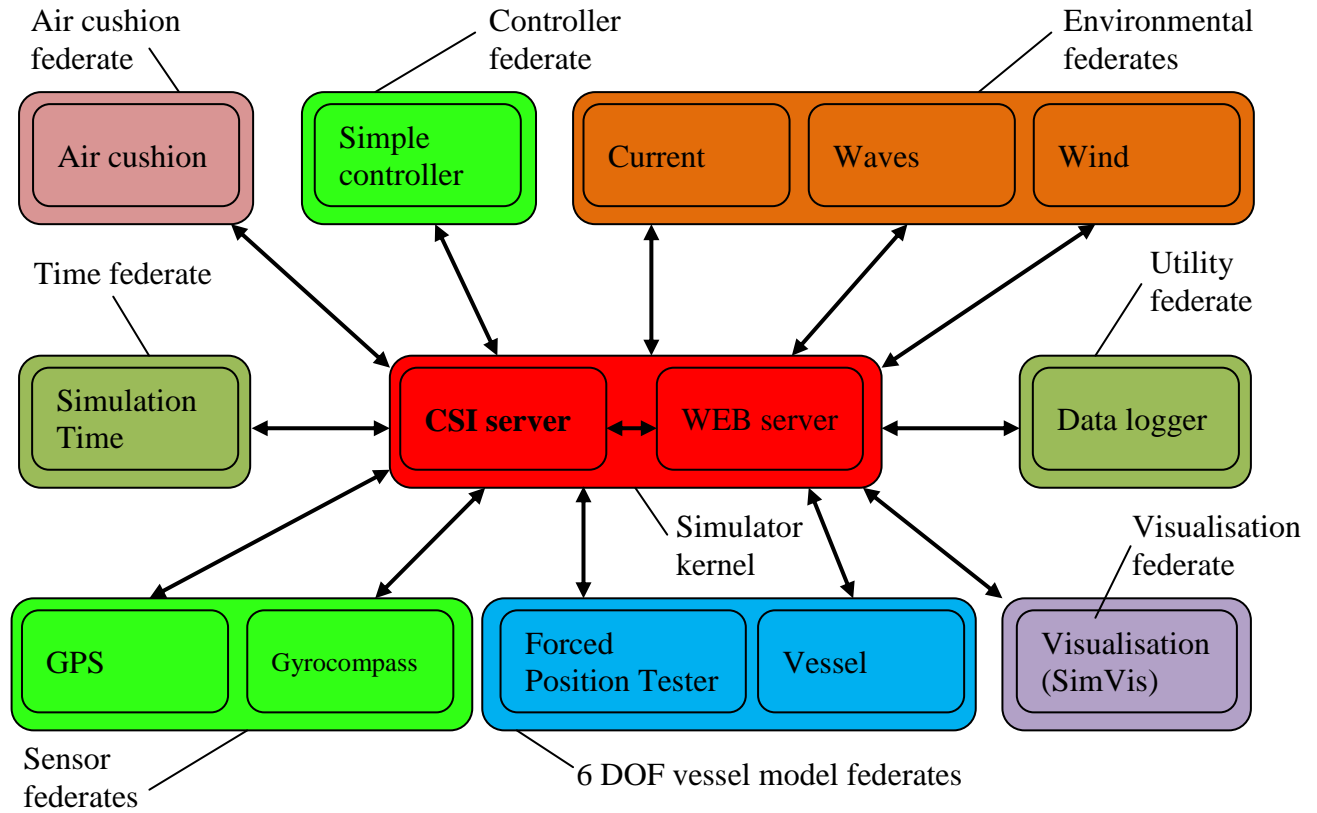 Air cushion
federate
Controller
federate
Environmental
federates
Air cushion
Simple
controller
Current
Waves
Wind
Time federate
Utility
federate
Simulation
Time
CSI server
WEB server
Data logger
Simulator
kernel
Visualisation
federate
GPS
Gyrocompass
Forced
Position Tester
Vessel
Visualisation
(SimVis)
Sensor
federates
6 DOF vessel model federates